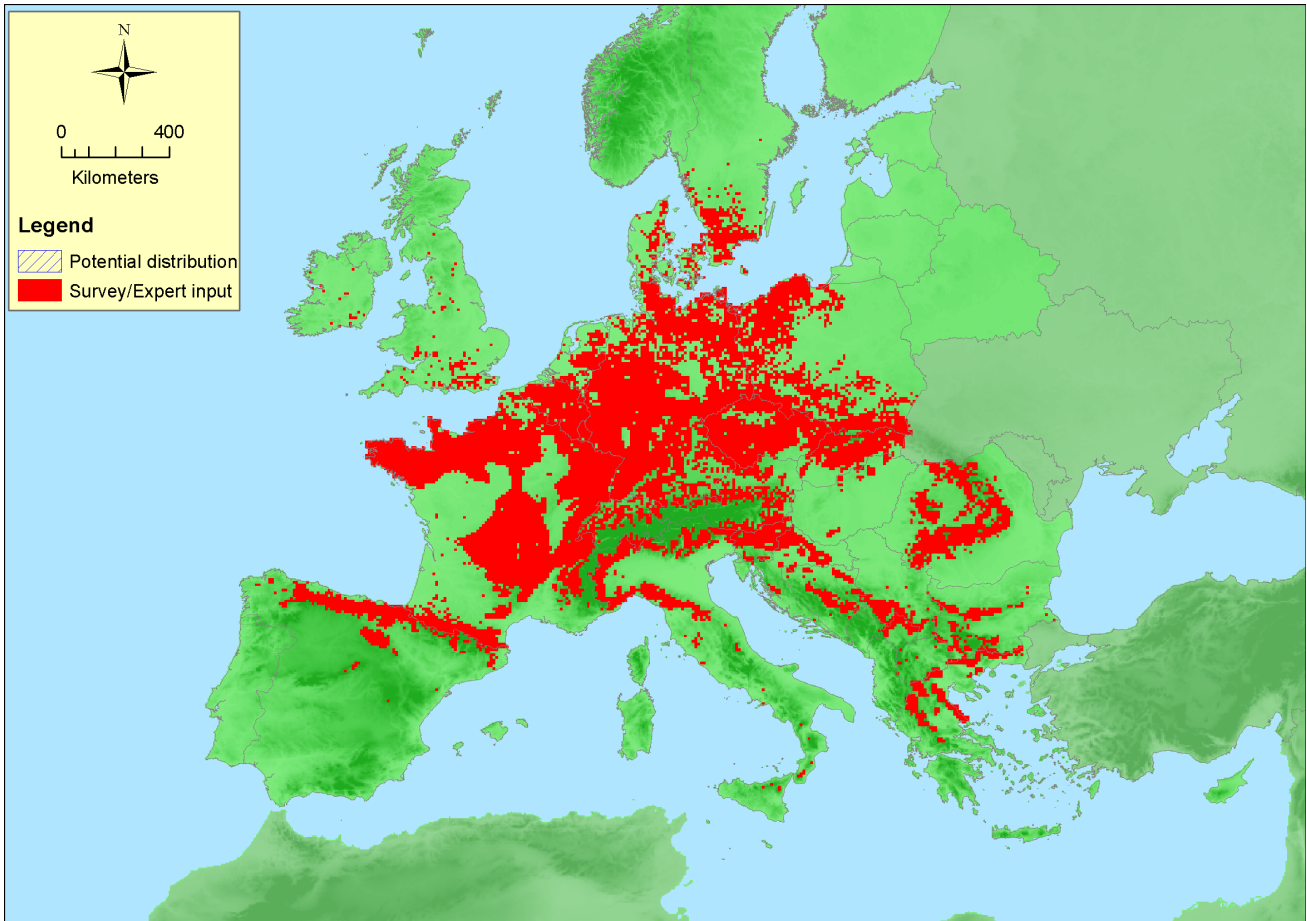 N
0 400
Kilometers
Legend
Potential distribution
Survey/Expert input